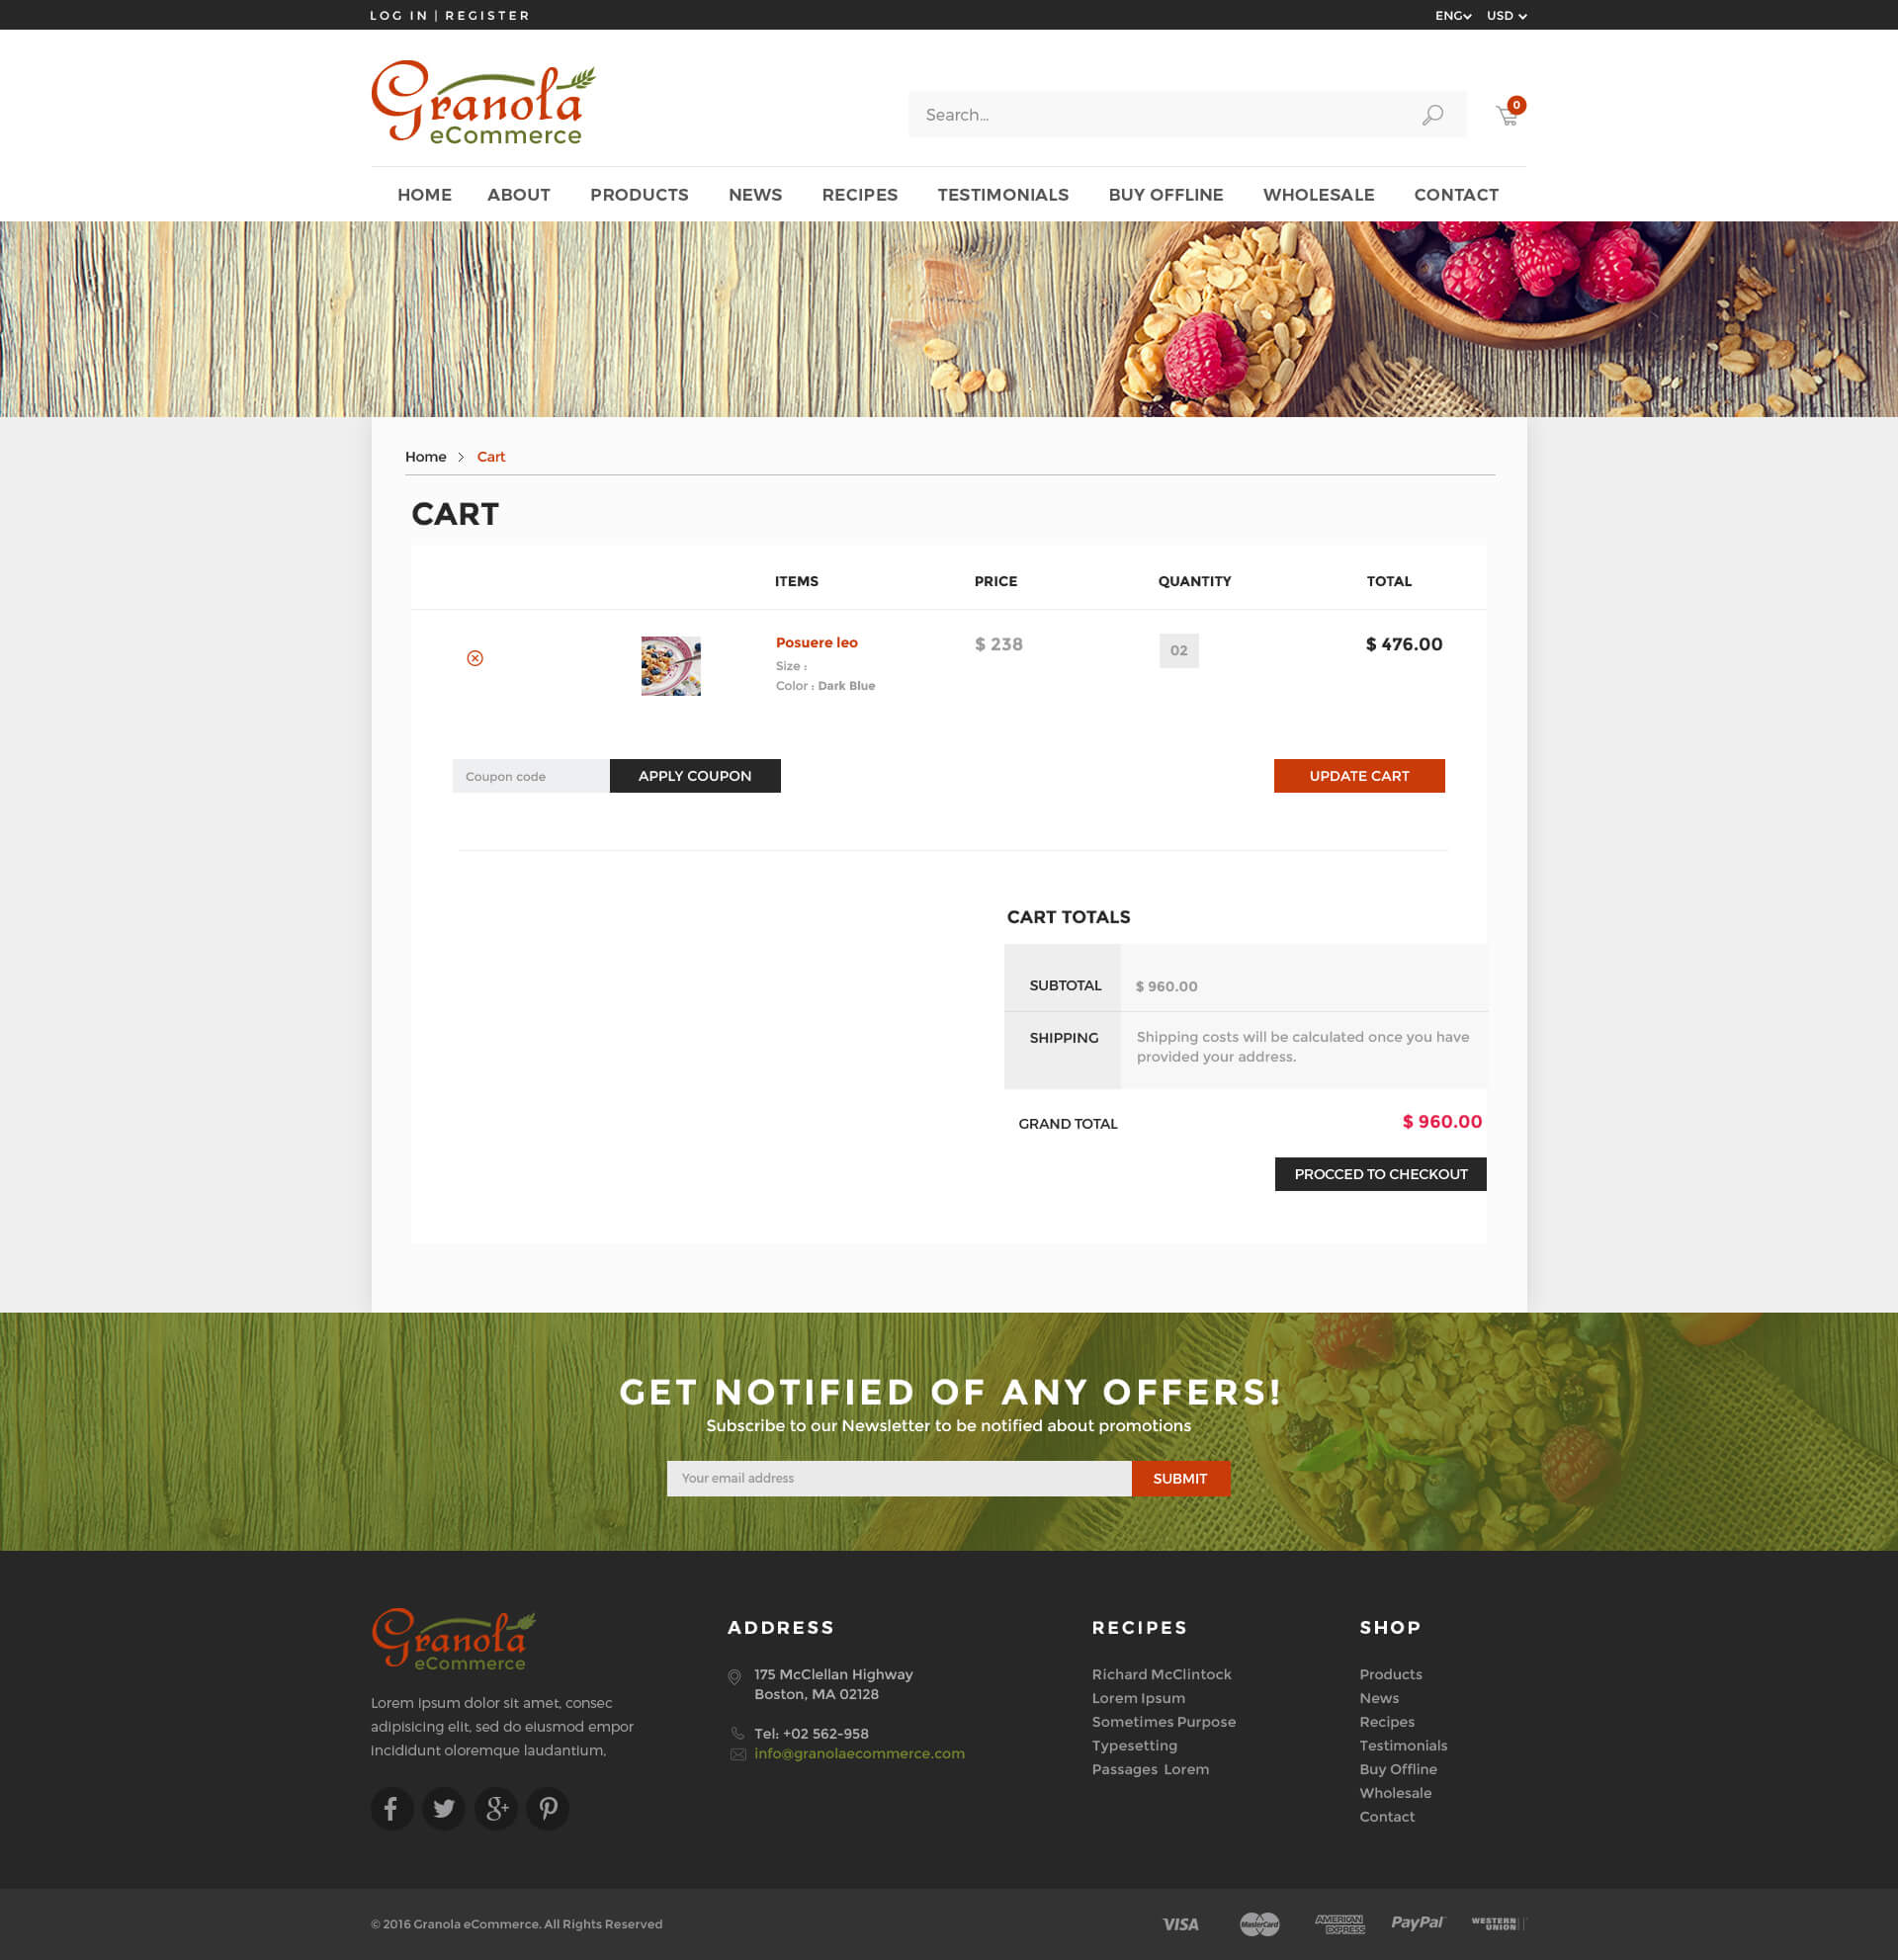 LOG IN | REGISTER
ENG USD
Granola
eCommerce
Search...
0
HOME ABOUT PRODUCTS NEWS RECIPES TESTIMONIALS BUY OFFLINE WHOLESALE CONTACT
Home > Cart
CART
ITEMS PRICE QUANTITY TOTAL
Posuere leo $ 238 02 $ 476.00
Size :
Color : Dark Blue
Coupon code APPLY COUPON UPDATE CART
CART TOTALS
SUBTOTAL $ 960.00
SHIPPING Shipping costs will be calculated once you have
provided your address.
GRAND TOTAL $ 960.00
PROCCED TO CHECKOUT
GET NOTIFIED OF ANY OFFERS!
Subscribe to our Newsletter to be notified about promotions
Your email address SUBMIT
Granola
eCommerce
Lorem ipsum dolor sit amet, consec
adipisicing elit, sed do eiusmod empor
incididunt oloremque laudantium,
ADDRESS
175 McClellan Highway
Boston, MA 02128
Tel: +02 562-958
info@granolaecommerce.com
RECIPES
Richard McClintock
Lorem Ipsum
Sometimes Purpose
Typesetting
Passages Lorem
SHOP
Products
News
Recipes
Testimonials
Buy Offline
Wholesale
Contact
© 2016 Granola eCommerce. All Rights Reserved
VISA MasterCard AMERICAN EXPRESS PayPal WESTERN UNION